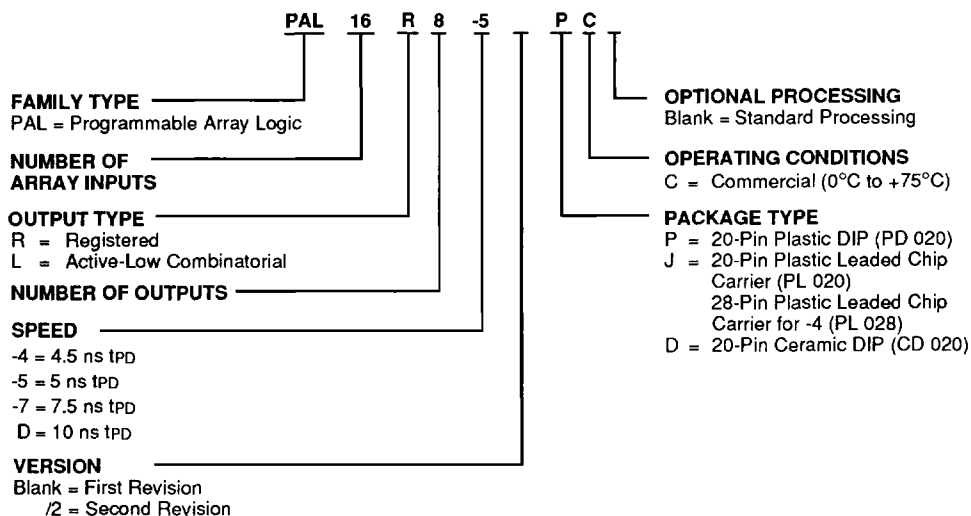 PAL 16 R 8 -5 P C
FAMILY TYPE
PAL = Programmable Array Logic
NUMBER OF
ARRAY INPUTS
OUTPUT TYPE
R = Registered
L = Active-Low Combinatorial
NUMBER OF OUTPUTS
SPEED
-4 = 4.5 ns tPD
-5 = 5 ns tPD
-7 = 7.5 ns tPD
D = 10 ns tPD
VERSION
Blank = First Revision
/2 = Second Revision
OPTIONAL PROCESSING
Blank = Standard Processing
OPERATING CONDITIONS
C = Commercial (0°C to +75°C)
PACKAGE TYPE
P = 20-Pin Plastic DIP (PD 020)
J = 20-Pin Plastic Leaded Chip
Carrier (PL 020)
28-Pin Plastic Leaded Chip
Carrier for -4 (PL 028)
D = 20-Pin Ceramic DIP (CD 020)